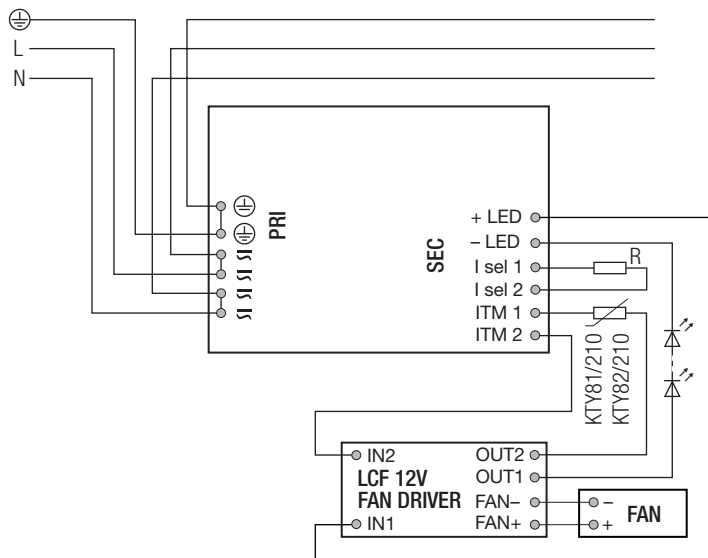 L
N
PRI
SEC
+ LED
– LED
I sel 1
I sel 2
ITM 1
ITM 2
R
KTY81/210
KTY82/210
IN2
OUT2
LCF 12V
FAN DRIVER
OUT1
FAN–
IN1
FAN+
–
+
FAN